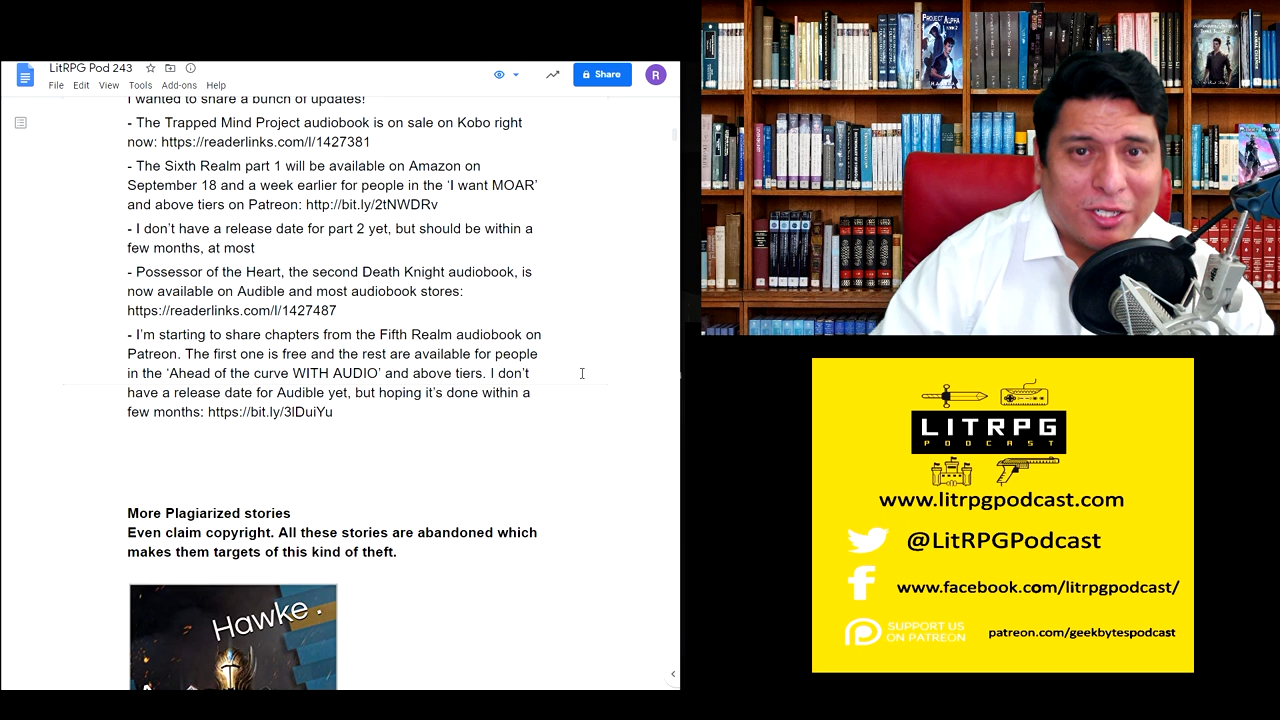 LitRPG Pod 243
File Edit View Tools Add-ons Help
Share
R
I wanted to share a bunch of updates!
- The Trapped Mind Project audiobook is on sale on Kobo right
now: https://readerlinks.com/l/1427381
- The Sixth Realm part 1 will be available on Amazon on
September 18 and a week earlier for people in the ‘I want MOAR’
and above tiers on Patreon: http://bit.ly/2tNWDRv
- I don’t have a release date for part 2 yet, but should be within a
few months, at most
- Possessor of the Heart, the second Death Knight audiobook, is
now available on Audible and most audiobook stores:
https://readerlinks.com/l/1427487
- I’m starting to share chapters from the Fifth Realm audiobook on
Patreon. The first one is free and the rest are available for people
in the ‘Ahead of the curve WITH AUDIO’ and above tiers. I don’t
have a release date for Audible yet, but hoping it’s done within a
few months: https://bit.ly/3lDuIYu
More Plagiarized stories
Even claim copyright. All these stories are abandoned which
makes them targets of this kind of theft.
Hawke .
PROJECT
ALPHA
LITRPG
PODCAST
www.litrpgpodcast.com
@LitRPGPodcast
www.facebook.com/litrpgpodcast/
SUPPORT US
ON PATREON
patreon.com/geekbytespodcast